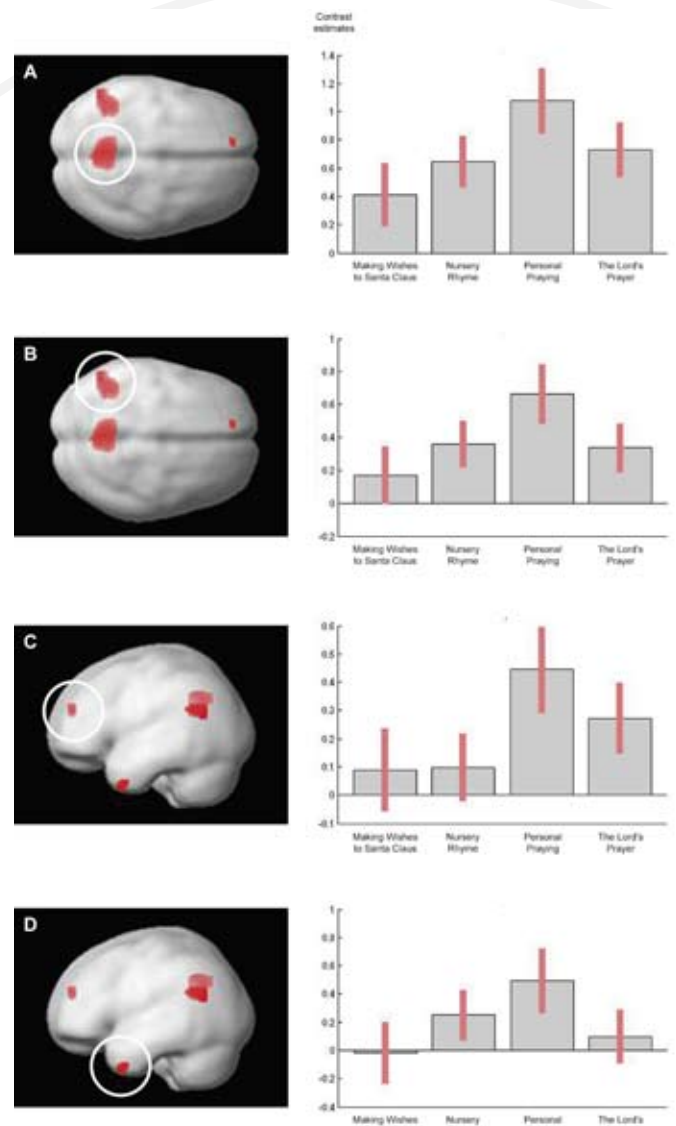 Contrast
estimates
A
1.4
1.2
1
0.8
0.6
0.4
0.2
0
Making Wishes to Santa Claus
Nursery Rhyme
Personal Praying
The Lord's Prayer
B
1
0.8
0.6
0.4
0.2
0
-0.2
Making Wishes to Santa Claus
Nursery Rhyme
Personal Praying
The Lord's Prayer
C
0.6
0.5
0.4
0.3
0.2
0.1
0
-0.1
Making Wishes to Santa Claus
Nursery Rhyme
Personal Praying
The Lord's Prayer
D
1
0.8
0.6
0.4
0.2
0
-0.2
-0.4
Making Wishes
Nursery
Personal
The Lord's